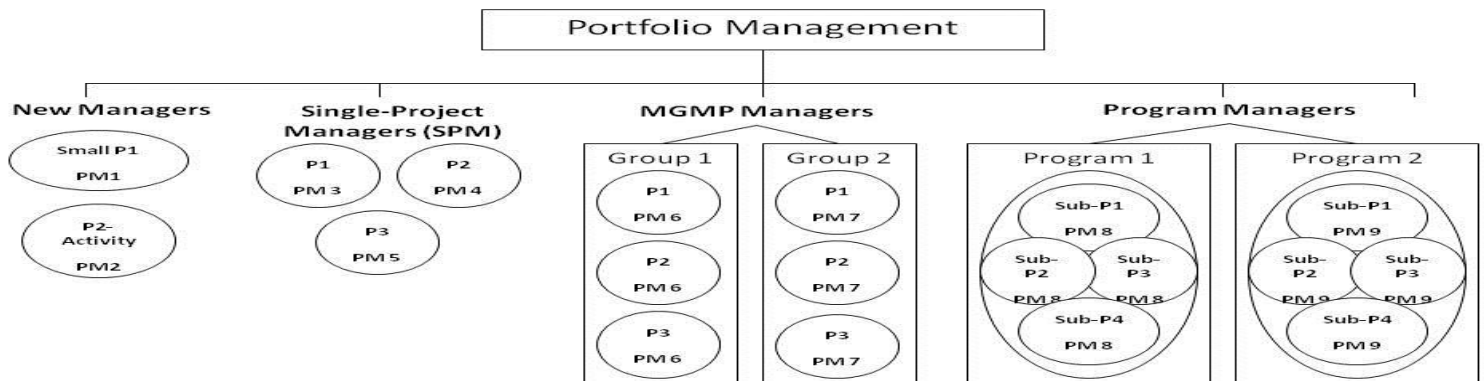 Portfolio Management
New Managers
Small P1
PM1
P2-
Activity
PM2
Single-Project
Managers (SPM)
P1
PM 3
P2
PM 4
P3
PM 5
MGMP Managers
Group 1
P1
PM 6
P2
PM 6
P3
PM 6
Group 2
P1
PM 7
P2
PM 7
P3
PM 7
Program Managers
Program 1
Sub-P1
PM 8
Sub-
P2
PM 8
Sub-
P3
PM 8
Sub-P4
PM 8
Program 2
Sub-P1
PM 9
Sub-
P2
PM 9
Sub-
P3
PM 9
Sub-P4
PM 9